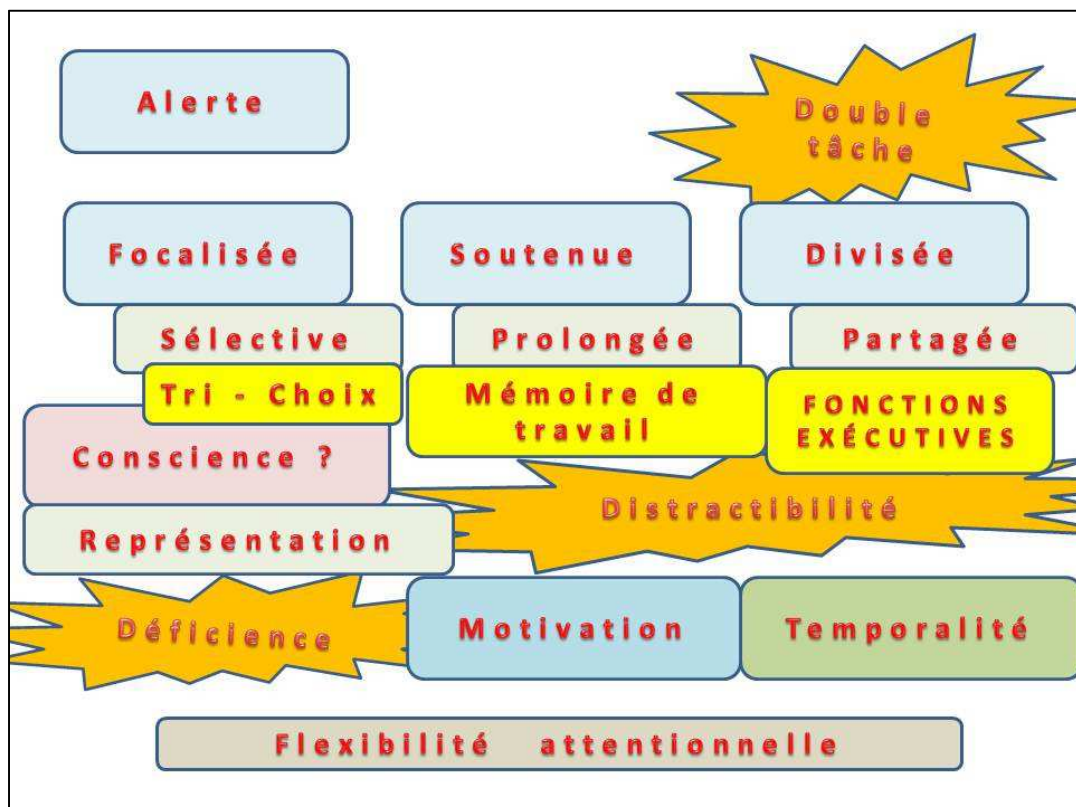 Alerte
Double
tâche
Focalisée
Soutenue
Divisée
Sélective
Prolongée
Partagée
Tri - Choix
Mémoire de
travail
FONCTIONS
EXÉCUTIVES
Conscience ?
Distractibilité
Représentation
Déficience
Motivation
Temporalité
Flexibilité attentionnelle